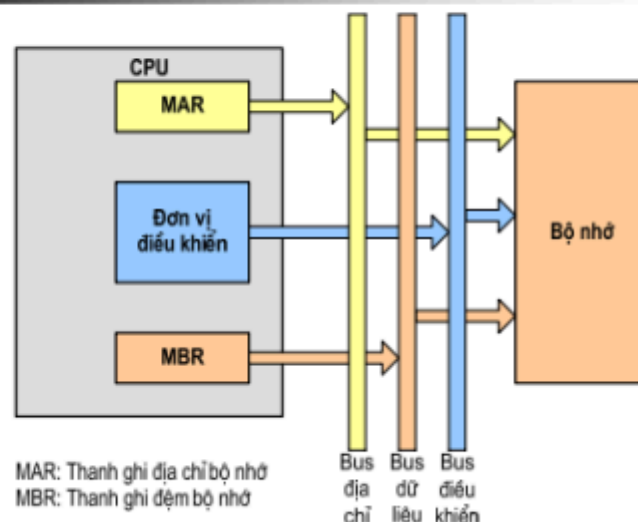 CPU
MAR
Đơn vị
điều khiển
Bộ nhớ
MBR
MAR: Thanh ghi địa chỉ bộ nhớ
MBR: Thanh ghi đệm bộ nhớ
Bus
địa
chỉ
Bus
dữ
liệu
Bus
điều
khiển